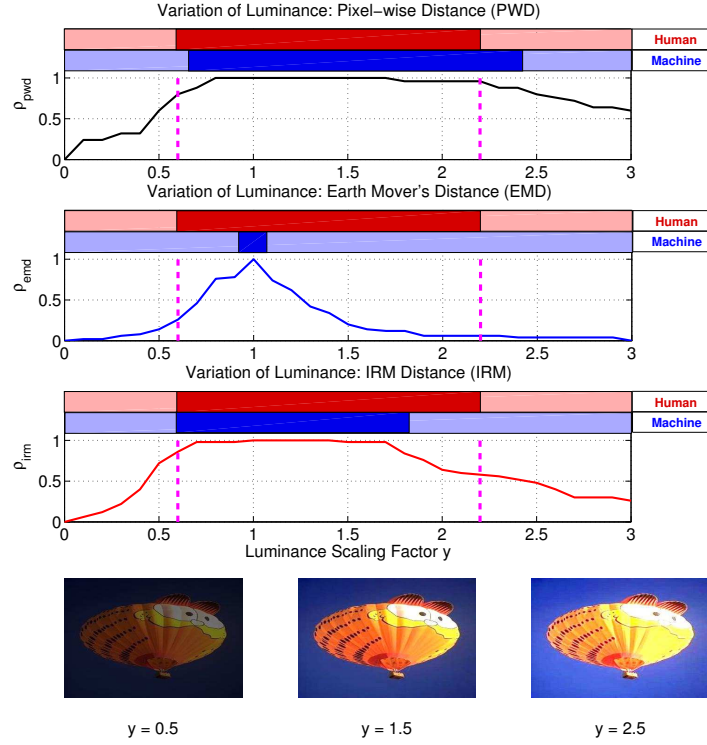 Variation of Luminance: Pixel−wise Distance (PWD)
Human
Machine
1
0.5
0
ρpwd
0 0.5 1 1.5 2 2.5 3
Variation of Luminance: Earth Mover's Distance (EMD)
Human
Machine
1
0.5
0
ρemd
0 0.5 1 1.5 2 2.5 3
Variation of Luminance: IRM Distance (IRM)
Human
Machine
1
0.5
0
ρirm
0 0.5 1 1.5 2 2.5 3
Luminance Scaling Factor y
y = 0.5 y = 1.5 y = 2.5